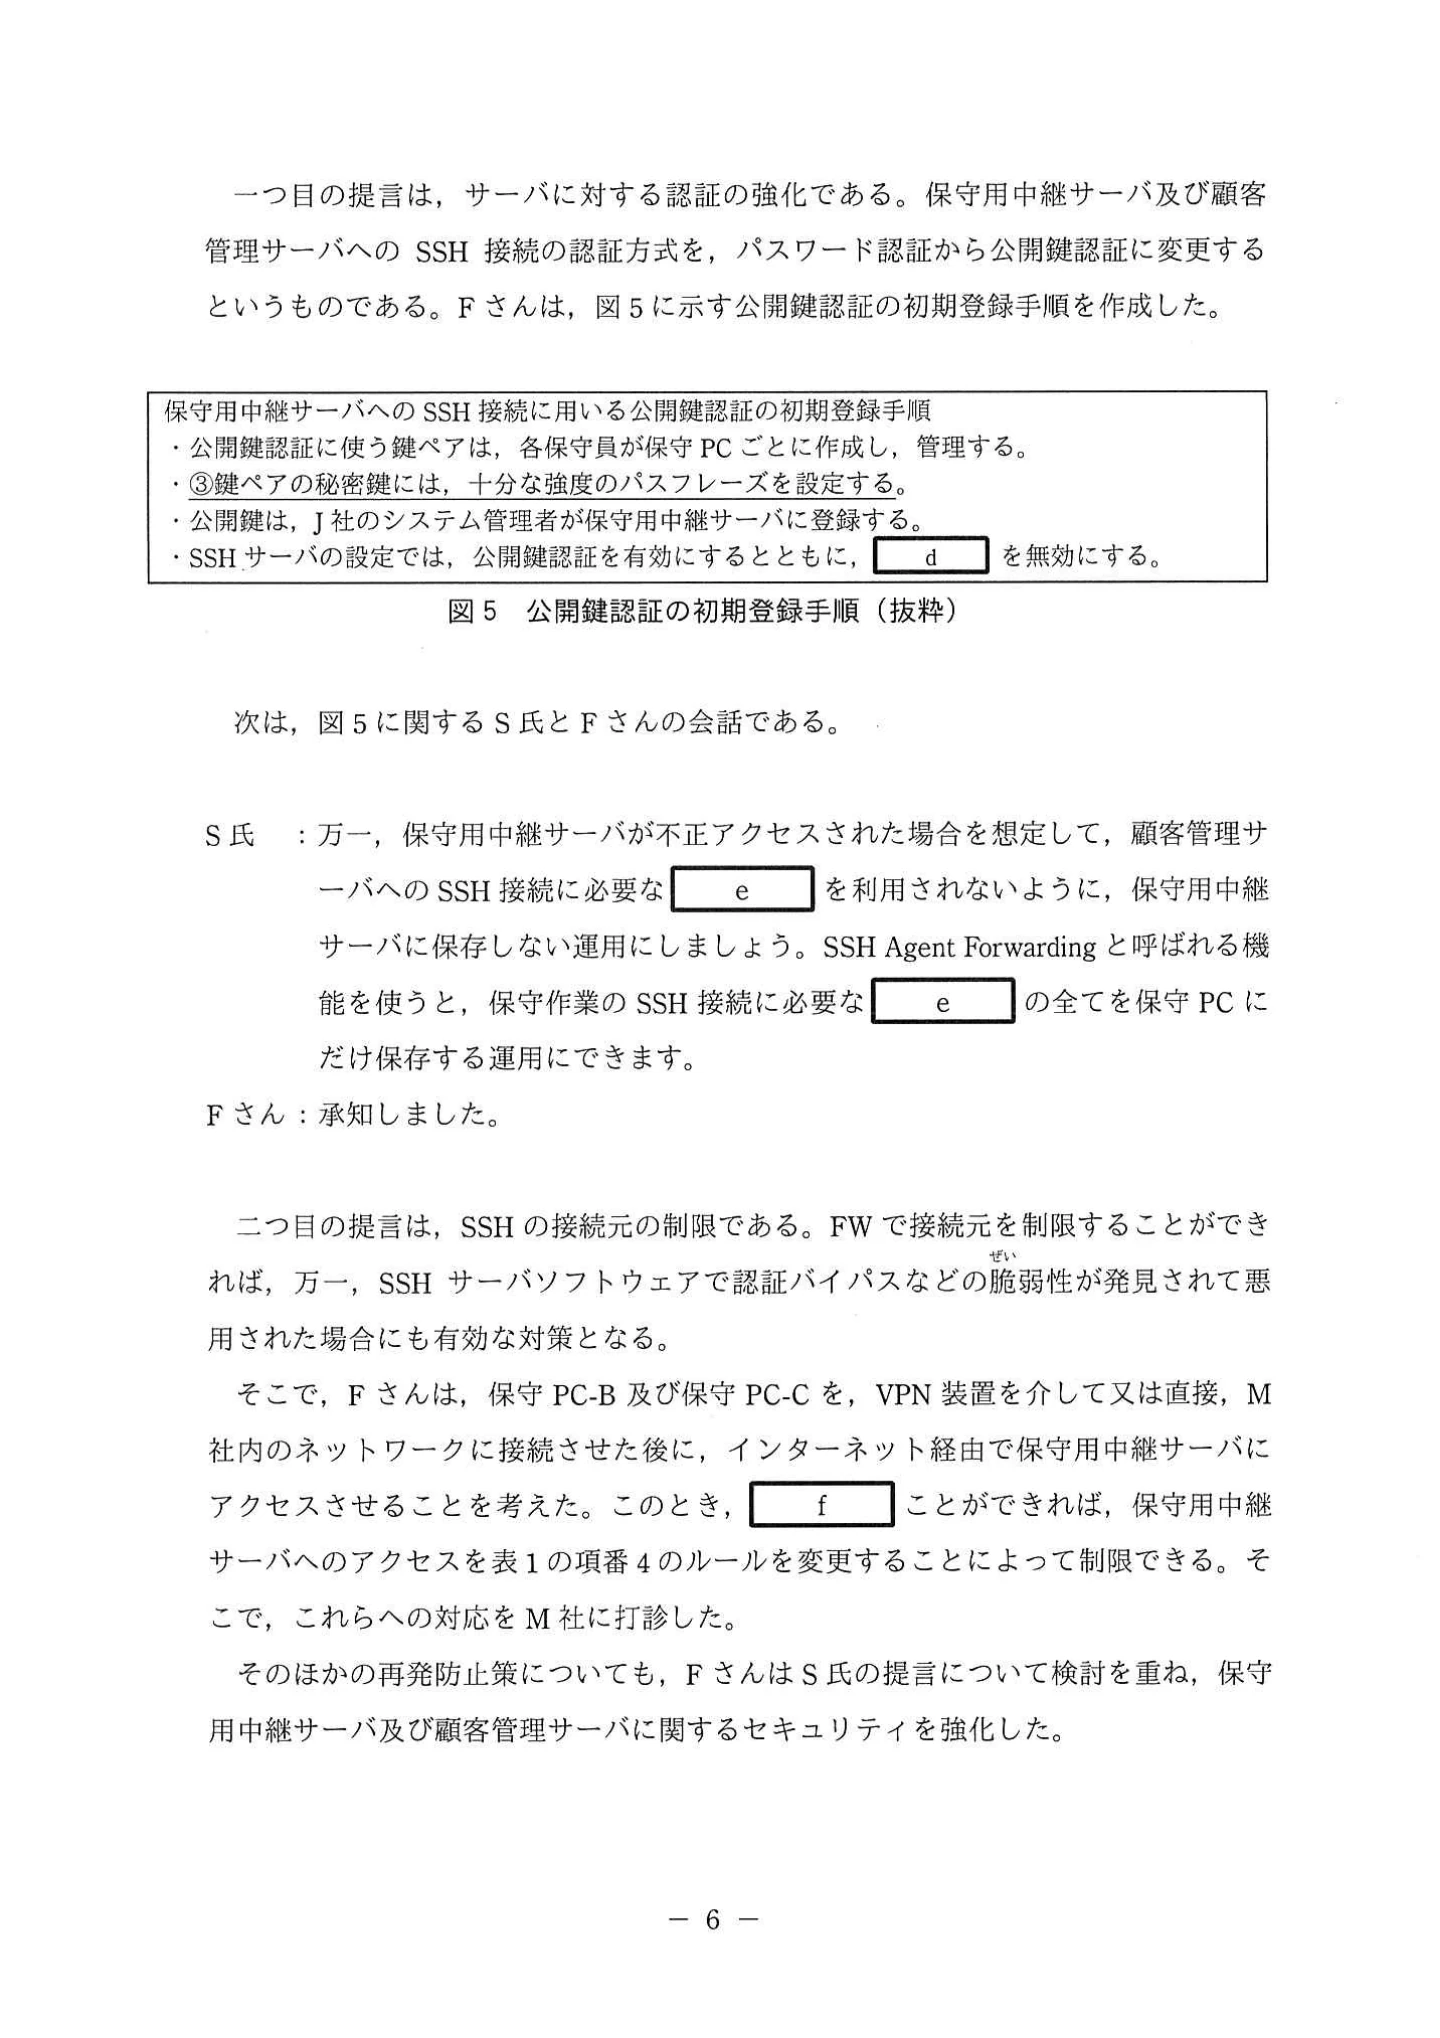 一つ目の提言は，サーバに対する認証の強化である。保守用中継サーバ及び顧客
管理サーバへの SSH 接続の認証方式を，パスワード認証から公開鍵認証に変更する
というものである。F さんは，図 5 に示す公開鍵認証の初期登録手順を作成した。
保守用中継サーバへの SSH 接続に用いる公開鍵認証の初期登録手順
・公開鍵認証に使う鍵ペアは，各保守員が保守 PC ごとに作成し，管理する。
・③鍵ペアの秘密鍵には，十分な強度のパスフレーズを設定する。
・公開鍵は，J 社のシステム管理者が保守用中継サーバに登録する。
・SSH サーバの設定では，公開鍵認証を有効にするとともに， d を無効にする。
図 5　公開鍵認証の初期登録手順（抜粋）
次は，図 5 に関する S 氏と F さんの会話である。
S 氏　：万一，保守用中継サーバが不正アクセスされた場合を想定して，顧客管理サ
ーバへの SSH 接続に必要な e を利用されないように，保守用中継
サーバに保存しない運用にしましょう。SSH Agent Forwarding と呼ばれる機
能を使うと，保守作業の SSH 接続に必要な e の全てを保守 PC に
だけ保存する運用にできます。
F さん：承知しました。
二つ目の提言は，SSH の接続元の制限である。FW で接続元を制限することができ
ぜい
れば，万一，SSH サーバソフトウェアで認証バイパスなどの脆弱性が発見されて悪
用された場合にも有効な対策となる。
そこで，F さんは，保守 PC-B 及び保守 PC-C を，VPN 装置を介して又は直接，M
社内のネットワークに接続させた後に，インターネット経由で保守用中継サーバに
アクセスさせることを考えた。このとき， f ことができれば，保守用中継
サーバへのアクセスを表 1 の項番 4 のルールを変更することによって制限できる。そ
こで，これらへの対応を M 社に打診した。
そのほかの再発防止策についても，F さんは S 氏の提言について検討を重ね，保守
用中継サーバ及び顧客管理サーバに関するセキュリティを強化した。
－ 6 －